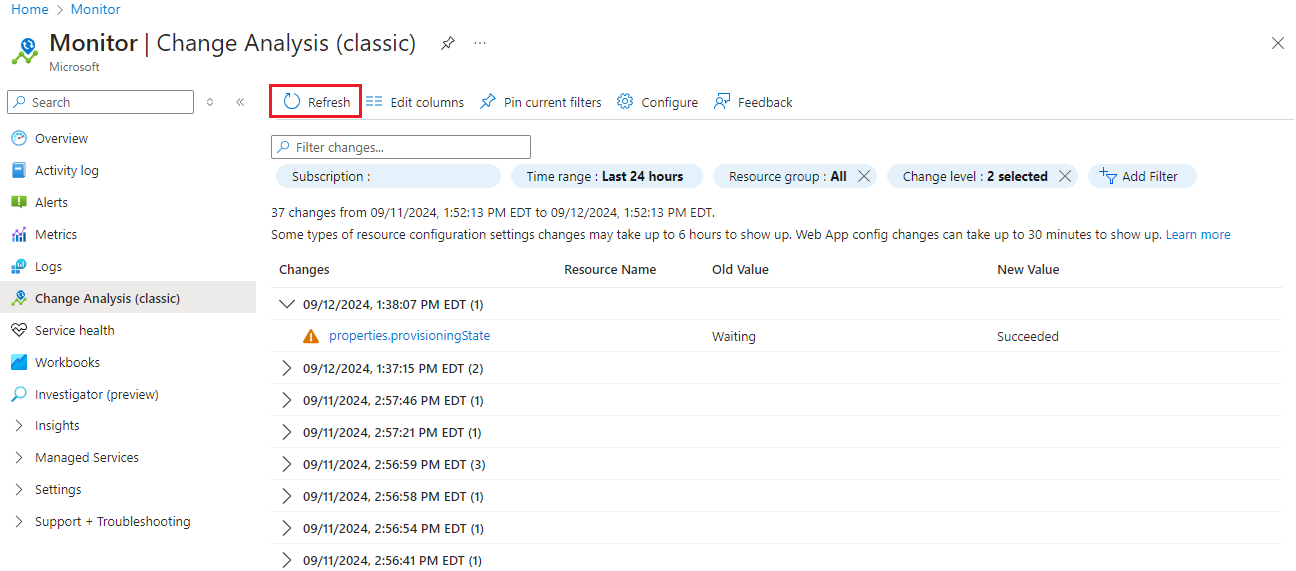 Home > Monitor
Monitor | Change Analysis (classic) ...
Microsoft
Search
Refresh Edit columns Pin current filters Configure Feedback
Overview
Activity log
Alerts
Metrics
Logs
Change Analysis (classic)
Service health
Workbooks
Investigator (preview)
Insights
Managed Services
Settings
Support + Troubleshooting
Filter changes...
Subscription : Time range : Last 24 hours Resource group : All Change level : 2 selected Add Filter
37 changes from 09/11/2024, 1:52:13 PM EDT to 09/12/2024, 1:52:13 PM EDT.
Some types of resource configuration settings changes may take up to 6 hours to show up. Web App config changes can take up to 30 minutes to show up. Learn more
Changes Resource Name Old Value New Value
09/12/2024, 1:38:07 PM EDT (1)
properties.provisioningState Waiting Succeeded
09/12/2024, 1:37:15 PM EDT (2)
09/11/2024, 2:57:46 PM EDT (1)
09/11/2024, 2:57:21 PM EDT (1)
09/11/2024, 2:56:59 PM EDT (3)
09/11/2024, 2:56:58 PM EDT (1)
09/11/2024, 2:56:54 PM EDT (1)
09/11/2024, 2:56:41 PM EDT (1)